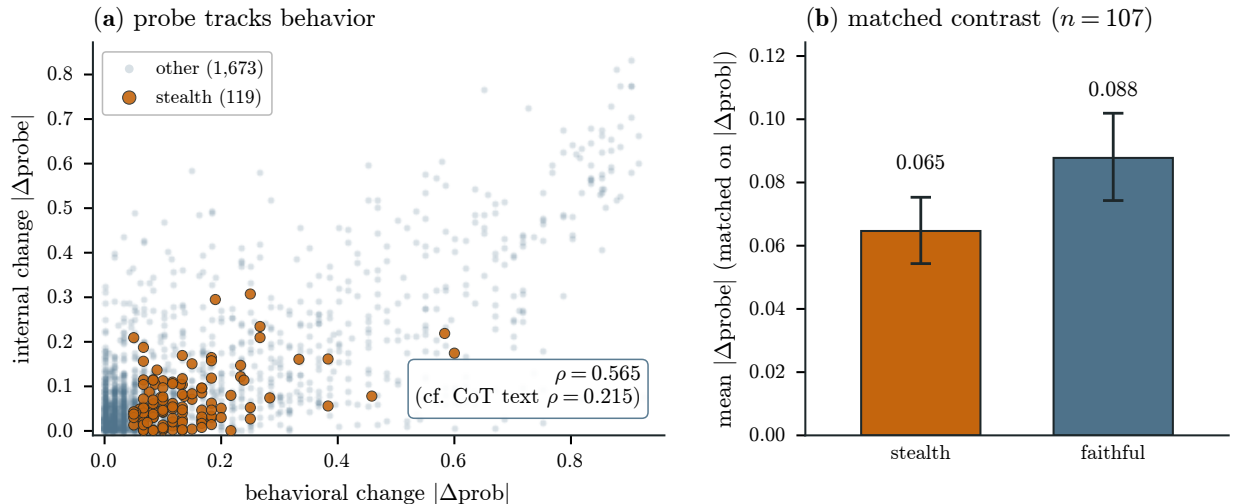 (a) probe tracks behavior
internal change |Δprobe|
0.8
0.7
0.6
0.5
0.4
0.3
0.2
0.1
0.0
other (1,673)
stealth (119)
ρ = 0.565
(cf. CoT text ρ = 0.215)
0.0 0.2 0.4 0.6 0.8
behavioral change |Δprob|
(b) matched contrast (n = 107)
mean |Δprobe| (matched on |Δprob|)
0.12
0.10
0.08
0.06
0.04
0.02
0.00
0.065
0.088
stealth faithful